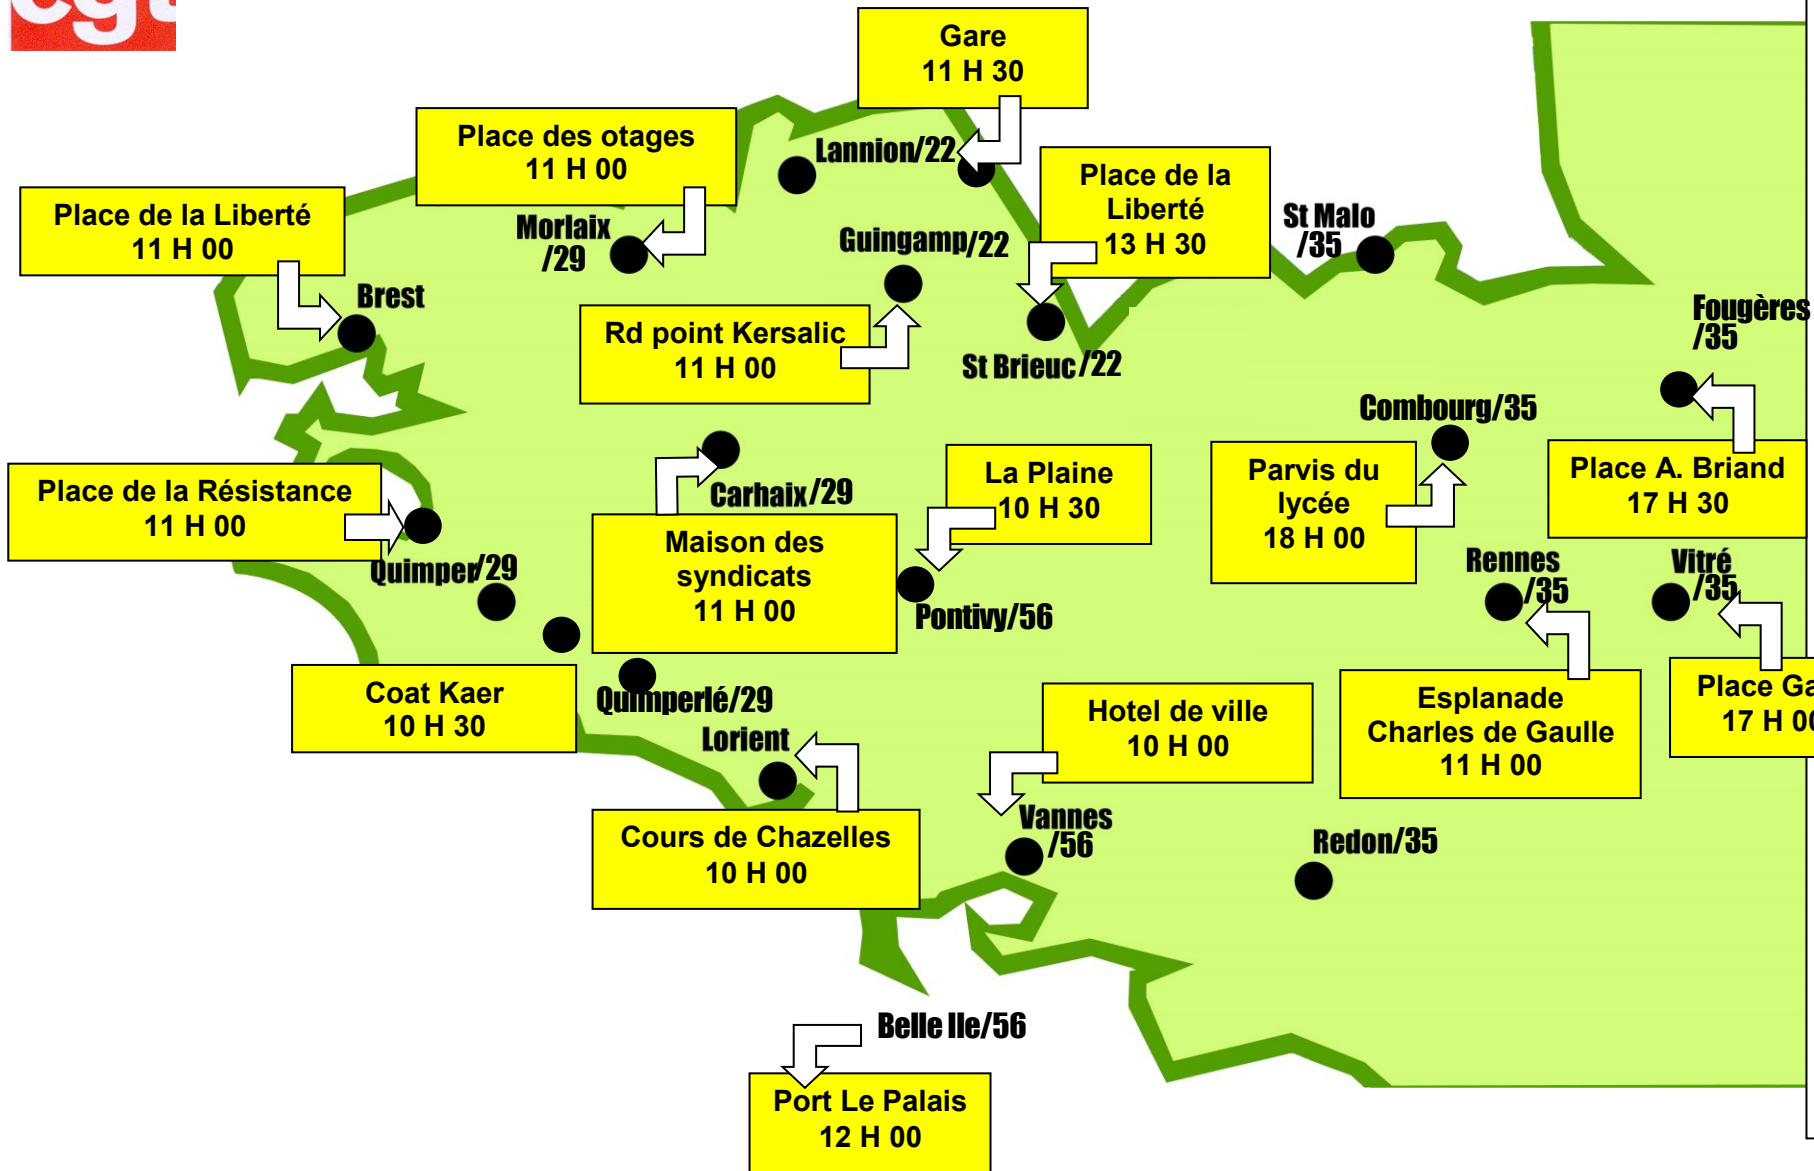 cgt
Gare
11 H 30
Place des otages
11 H 00
Lannion/22
Place de la
Liberté
13 H 30
Place de la Liberté
11 H 00
Morlaix
/29
Guingamp/22
St Malo
/35
Brest
Rd point Kersalic
11 H 00
St Brieuc/22
Fougères
/35
Combourg/35
Place de la Résistance
11 H 00
Carhaix/29
La Plaine
10 H 30
Parvis du
lycée
18 H 00
Place A. Briand
17 H 30
Maison des
syndicats
11 H 00
Quimper/29
Pontivy/56
Rennes
/35
Vitré
/35
Coat Kaer
10 H 30
Quimperlé/29
Lorient
Hotel de ville
10 H 00
Esplanade
Charles de Gaulle
11 H 00
Place
17 H
Cours de Chazelles
10 H 00
Vannes
/56
Redon/35
Belle Ile/56
Port Le Palais
12 H 00